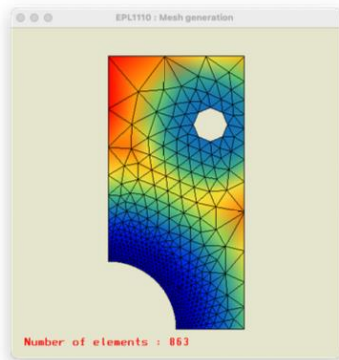 EPL1110 : Mesh generation
Number of elements : 863